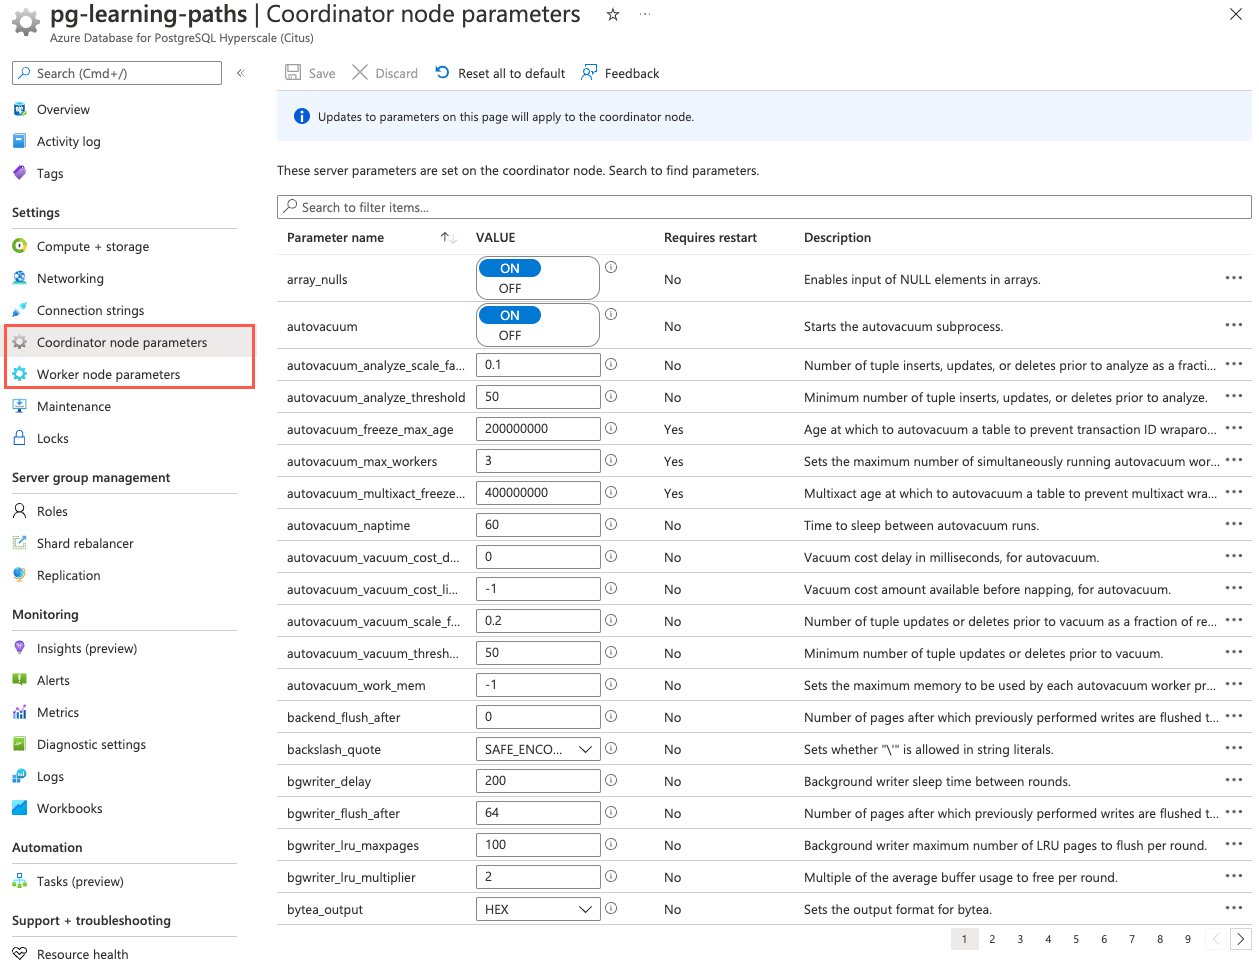 pg-learning-paths | Coordinator node parameters
Azure Database for PostgreSQL Hyperscale (Citus)
Search (Cmd+/)
Overview
Activity log
Tags
Settings
Compute + storage
Networking
Connection strings
Coordinator node parameters
Worker node parameters
Maintenance
Locks
Server group management
Roles
Shard rebalancer
Replication
Monitoring
Insights (preview)
Alerts
Metrics
Diagnostic settings
Logs
Workbooks
Automation
Tasks (preview)
Support + troubleshooting
Resource health
Save Discard Reset all to default Feedback
Updates to parameters on this page will apply to the coordinator node.
These server parameters are set on the coordinator node. Search to find parameters.
Search to filter items...
Parameter name VALUE Requires restart Description
array_nulls ON OFF No Enables input of NULL elements in arrays.
autovacuum ON OFF No Starts the autovacuum subprocess.
autovacuum_analyze_scale_fa... 0.1 No Number of tuple inserts, updates, or deletes prior to analyze as a fracti...
autovacuum_analyze_threshold 50 No Minimum number of tuple inserts, updates, or deletes prior to analyze.
autovacuum_freeze_max_age 200000000 Yes Age at which to autovacuum a table to prevent transaction ID wraparo...
autovacuum_max_workers 3 Yes Sets the maximum number of simultaneously running autovacuum wor...
autovacuum_multixact_freeze... 400000000 Yes Multixact age at which to autovacuum a table to prevent multixact wra...
autovacuum_naptime 60 No Time to sleep between autovacuum runs.
autovacuum_vacuum_cost_d... 0 No Vacuum cost delay in milliseconds, for autovacuum.
autovacuum_vacuum_cost_li... -1 No Vacuum cost amount available before napping, for autovacuum.
autovacuum_vacuum_scale_f... 0.2 No Number of tuple updates or deletes prior to vacuum as a fraction of re...
autovacuum_vacuum_thresh... 50 No Minimum number of tuple updates or deletes prior to vacuum.
autovacuum_work_mem -1 No Sets the maximum memory to be used by each autovacuum worker pr...
backend_flush_after 0 No Number of pages after which previously performed writes are flushed t...
backslash_quote SAFE_ENCO... No Sets whether "\'" is allowed in string literals.
bgwriter_delay 200 No Background writer sleep time between rounds.
bgwriter_flush_after 64 No Number of pages after which previously performed writes are flushed t...
bgwriter_lru_maxpages 100 No Background writer maximum number of LRU pages to flush per round.
bgwriter_lru_multiplier 2 No Multiple of the average buffer usage to free per round.
bytea_output HEX No Sets the output format for bytea.
1 2 3 4 5 6 7 8 9